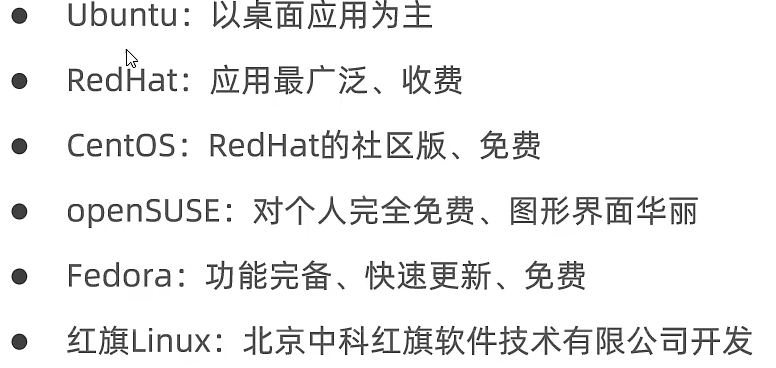 ● Ubuntu：以桌面应用为主
● RedHat：应用最广泛、收费
● CentOS：RedHat的社区版、免费
● openSUSE：对个人完全免费、图形界面华丽
● Fedora：功能完备、快速更新、免费
● 红旗Linux：北京中科红旗软件技术有限公司开发